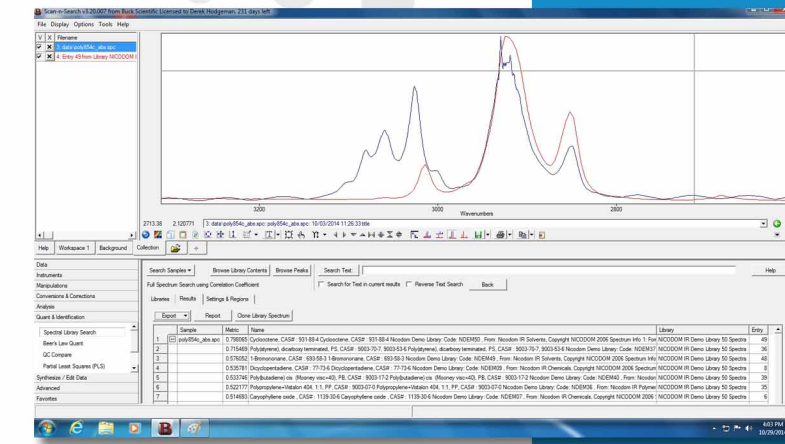 Scan-n-Search v3.20.007 from Buck Scientific Licensed to Derek Hodgeman. 231 days left
File Display Options Tools Help
V X Filename
3: data\poly854c_abs.spc
4: Entry 49 from Library NICODOM I
3200 3000 2800
Wavenumbers
2713.38 2.120771 3: data\poly854c_abs.spc: poly854c_abs.spc: 10/03/2014 11:26:33 title
Help Workspace 1 Background Collection +
Data
Instruments
Manipulations
Conversions & Corrections
Analysis
Quant & Identification
Spectral Library Search
Beer's Law Quant
QC Compare
Partial Least Squares (PLS)
Synthesize / Edit Data
Advanced
Favorites
Search Samples Browse Library Contents Browse Peaks Search Text: Help
Full Spectrum Search using Correlation Coefficient Search for Text in current results Reverse Text Search Back
Libraries Results Settings & Regions
Export Report Clone Library Spectrum
Sample Metric Name Library Entry
1 poly854c_abs.spc 0.798065 Cyclooctene, CAS# : 931-88-4 Cyclooctene, CAS# : 931-88-4 Nicodom Demo Library: Code: NDEM50 . From: Nicodom IR Solvents, Copyright NICODOM 2006 Spectrum Info 1: For NICODOM IR Demo Library 50 Spectra 49
2 0.715469 Poly(styrene), dicarboxy terminated, PS, CAS# : 9003-70-7, 9003-53-6 Poly(styrene), dicarboxy terminated, PS, CAS# : 9003-70-7, 9003-53-6 Nicodom Demo Library: Code: NDEM37 NICODOM IR Demo Library 50 Spectra 36
3 0.576052 1-Bromononane, CAS# : 693-58-3 1-Bromononane, CAS# : 693-58-3 Nicodom Demo Library: Code: NDEM49 , From: Nicodom IR Solvents, Copyright NICODOM 2006 Spectrum Info NICODOM IR Demo Library 50 Spectra 48
4 0.535781 Dicyclopentadiene, CAS# : 77-73-6 Dicyclopentadiene, CAS# : 77-73-6 Nicodom Demo Library: Code: NDEM09 , From: Nicodom IR Chemicals, Copyright NICODOM 2006 Spectrum NICODOM IR Demo Library 50 Spectra 8
5 0.533746 Poly(butadiene) cis (Mooney visc=40), PB, CAS# : 9003-17-2 Poly(butadiene) cis (Mooney visc=40), PB, CAS# : 9003-17-2 Nicodom Demo Library: Code: NDEM40 , From: Nicodom NICODOM IR Demo Library 50 Spectra 39
6 0.522177 Polypropylene+Vistalon 404, 1:1, PP, CAS# : 9003-07-0 Polypropylene+Vistalon 404, 1:1, PP, CAS# : 9003-07-0 Nicodom Demo Library: Code: NDEM36 , From: Nicodom IR Polymer NICODOM IR Demo Library 50 Spectra 35
7 0.514693 Caryophyllene oxide , CAS# : 1139-30-6 Caryophyllene oxide , CAS# : 1139-30-6 Nicodom Demo Library: Code: NDEM07 , From: Nicodom IR Chemicals, Copyright NICODOM 2006 NICODOM IR Demo Library 50 Spectra 6
4:03 PM
10/29/2014